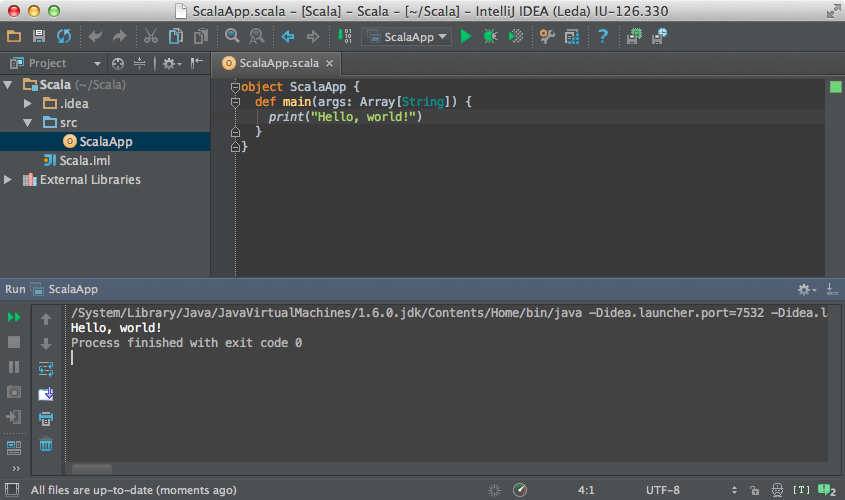 ScalaApp.scala – [Scala] – Scala – [~/Scala] – IntelliJ IDEA (Leda) IU-126.330
ScalaApp
Project
ScalaApp.scala
Scala (~/Scala)
.idea
src
ScalaApp
Scala.iml
External Libraries
object ScalaApp {
def main(args: Array[String]) {
print("Hello, world!")
}
}
Run ScalaApp
/System/Library/Java/JavaVirtualMachines/1.6.0.jdk/Contents/Home/bin/java -Didea.launcher.port=7532 -Didea.l
Hello, world!
Process finished with exit code 0
All files are up-to-date (moments ago)
4:1
UTF-8
[T]
2